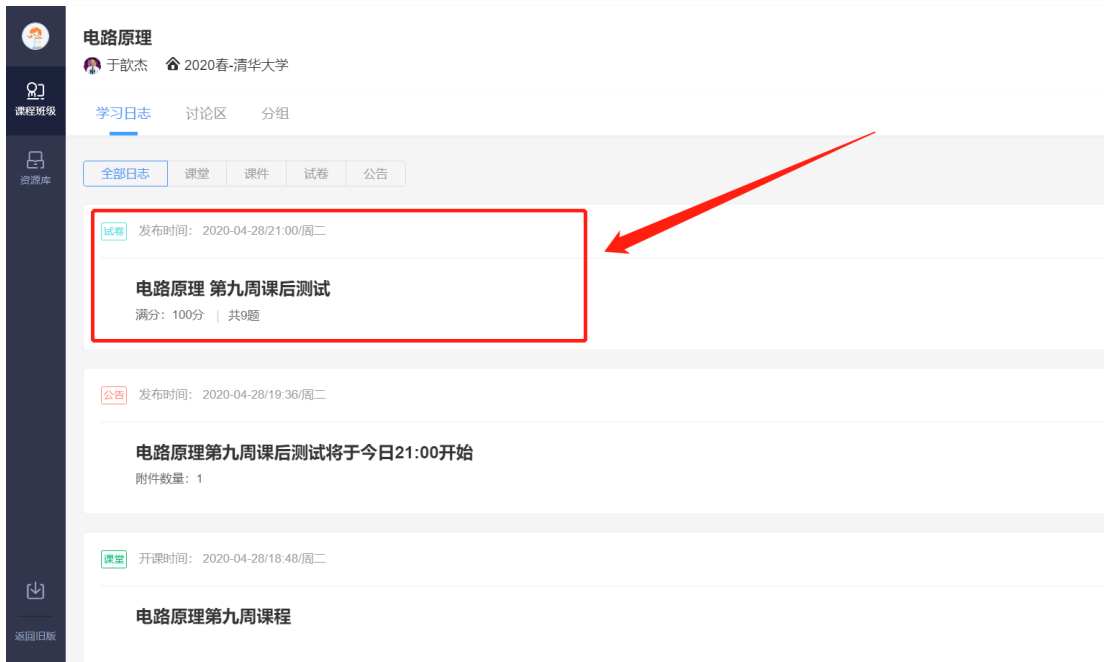 电路原理
于歆杰 2020春-清华大学
课程班级
学习日志 讨论区 分组
资源库
全部日志 课堂 课件 试卷 公告
试卷 发布时间: 2020-04-28/21:00/周二
电路原理 第九周课后测试
满分: 100分 | 共9题
公告 发布时间: 2020-04-28/19:36/周二
电路原理第九周课后测试将于今日21:00开始
附件数量: 1
课堂 开课时间: 2020-04-28/18:48/周二
电路原理第九周课程
返回旧版